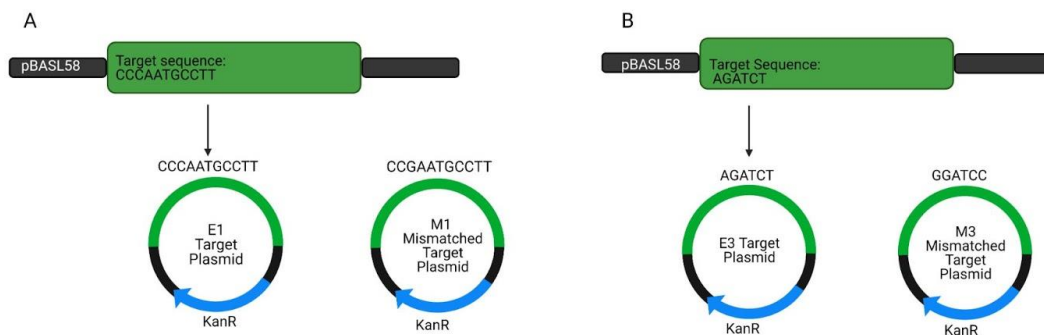 A
pBASL58
Target sequence:
CCCAATGCCTT
CCCAATGCCTT
E1
Target
Plasmid
KanR
CCGAATGCCTT
M1
Mismatched
Target
Plasmid
KanR
B
pBASL58
Target Sequence:
AGATCT
AGATCT
E3 Target
Plasmid
KanR
GGATCC
M3
Mismatched
Target
Plasmid
KanR